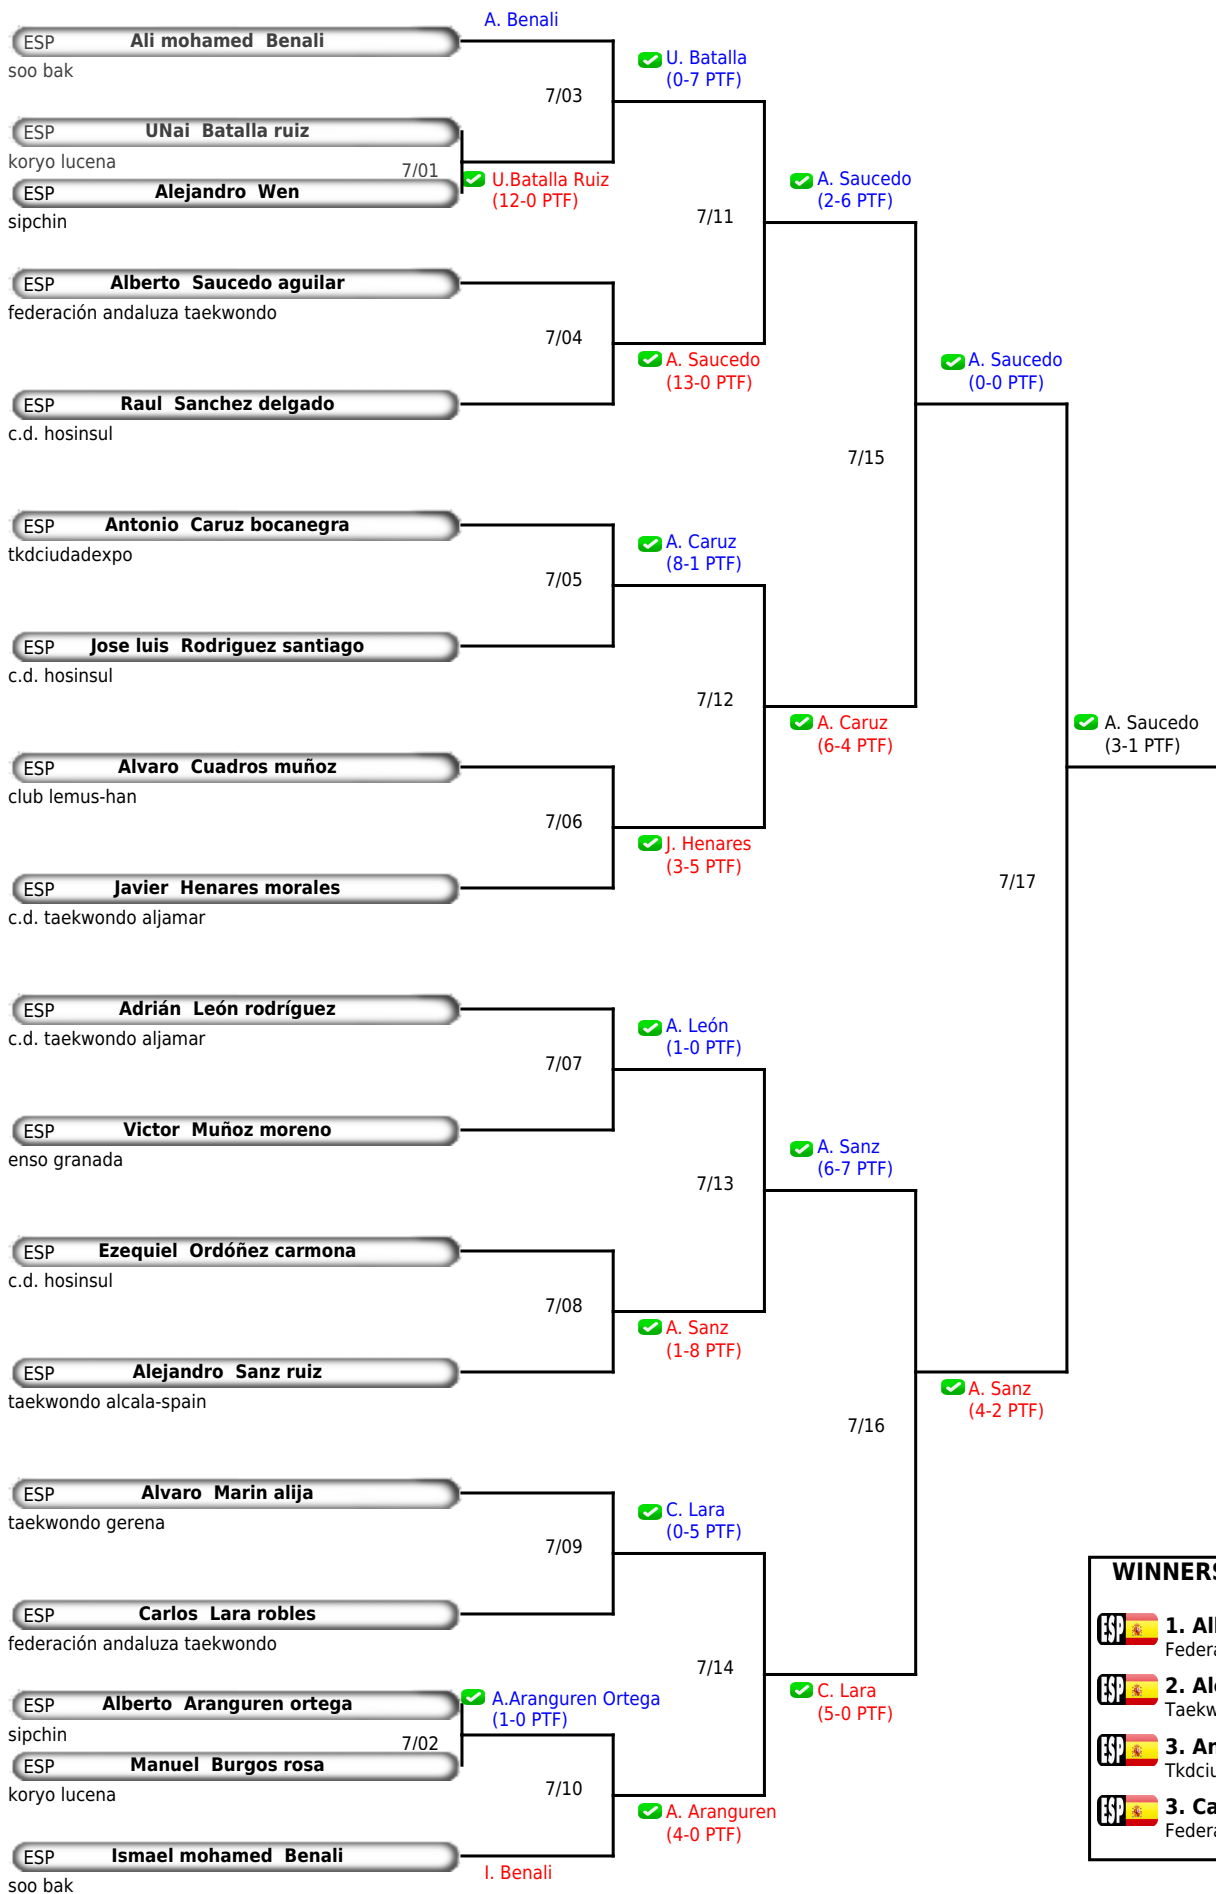 A. Benali
ESP Ali mohamed Benali
soo bak
U. Batalla
(0-7 PTF)
7/03
ESP UNai Batalla ruiz
koryo lucena
7/01
U.Batalla Ruiz
(12-0 PTF)
ESP Alejandro Wen
sipchin
A. Saucedo
(2-6 PTF)
7/11
ESP Alberto Saucedo aguilar
federación andaluza taekwondo
7/04
A. Saucedo
(13-0 PTF)
A. Saucedo
(0-0 PTF)
ESP Raul Sanchez delgado
c.d. hosinsul
7/15
ESP Antonio Caruz bocanegra
tkdciudadexpo
A. Caruz
(8-1 PTF)
7/05
ESP Jose luis Rodriguez santiago
c.d. hosinsul
7/12
A. Caruz
(6-4 PTF)
A. Saucedo
(3-1 PTF)
ESP Alvaro Cuadros muñoz
club lemus-han
7/06
J. Henares
(3-5 PTF)
ESP Javier Henares morales
c.d. taekwondo aljamar
7/17
ESP Adrián León rodríguez
c.d. taekwondo aljamar
A. León
(1-0 PTF)
7/07
ESP Victor Muñoz moreno
enso granada
A. Sanz
(6-7 PTF)
7/13
ESP Ezequiel Ordóñez carmona
c.d. hosinsul
7/08
A. Sanz
(1-8 PTF)
ESP Alejandro Sanz ruiz
taekwondo alcala-spain
A. Sanz
(4-2 PTF)
7/16
ESP Alvaro Marin alija
taekwondo gerena
C. Lara
(0-5 PTF)
7/09
ESP Carlos Lara robles
federación andaluza taekwondo
7/14
C. Lara
(5-0 PTF)
ESP Alberto Aranguren ortega
sipchin
A.Aranguren Ortega
(1-0 PTF)
7/02
ESP Manuel Burgos rosa
koryo lucena
7/10
A. Aranguren
(4-0 PTF)
ESP Ismael mohamed Benali
soo bak
I. Benali
WINNERS
ESP 1.
ESP 2.
ESP 3.
ESP 3.